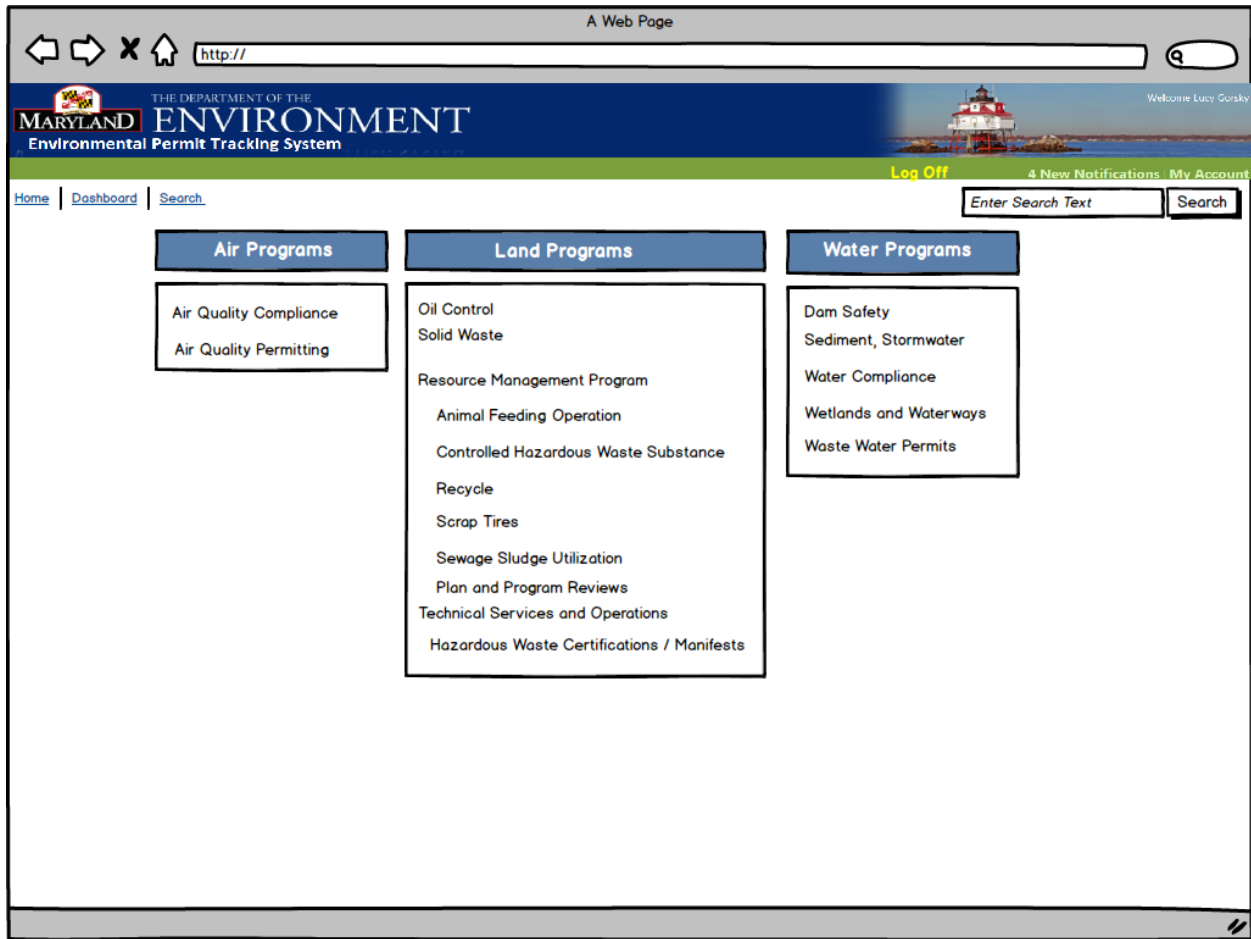 A Web Page
http://
THE DEPARTMENT OF THE
MARYLAND ENVIRONMENT
Environmental Permit Tracking System
Welcome Lucy Gorsky
Log Off 4 New Notifications | My Account
Home Dashboard Search
Enter Search Text Search
Air Programs
Air Quality Compliance
Air Quality Permitting
Land Programs
Oil Control
Solid Waste
Resource Management Program
Animal Feeding Operation
Controlled Hazardous Waste Substance
Recycle
Scrap Tires
Sewage Sludge Utilization
Plan and Program Reviews
Technical Services and Operations
Hazardous Waste Certifications / Manifests
Water Programs
Dam Safety
Sediment, Stormwater
Water Compliance
Wetlands and Waterways
Waste Water Permits